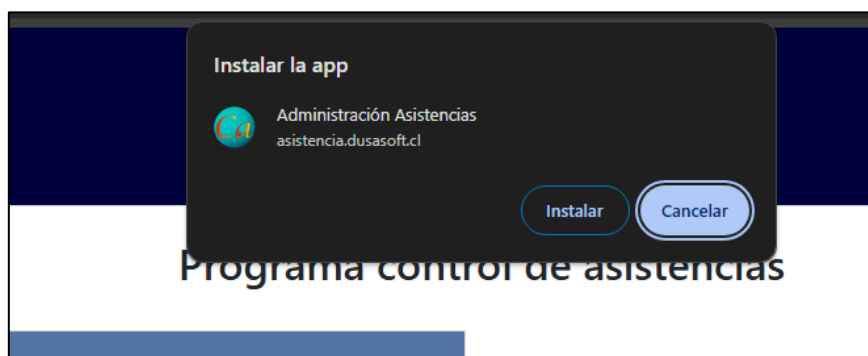 Instalar la app
Ca
Administración Asistencias
asistencia.dusasoft.cl
Instalar
Cancelar
Programa control de asistencias